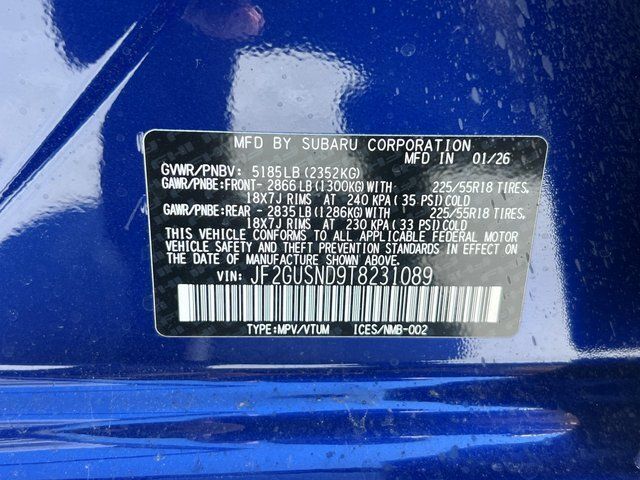 MFD BY SUBARU CORPORATION
GVWR/PNBV: 5185LB (2352KG) MFD IN 01/26
GAWR/PNBE:FRONT- 2866LB(1300KG)WITH 225/55R18 TIRES,
18X7J RIMS AT 240 KPA ( 35 PSI)COLD
GAWR/PNBE:REAR - 2835LB(1286KG)WITH 225/55R18 TIRES,
18X7J RIMS AT 230 KPA( 33 PSI)COLD
THIS VEHICLE CONFORMS TO ALL APPLICABLE FEDERAL MOTOR
VEHICLE SAFETY AND THEFT PREVENTION STANDARDS IN EFFECT ON
THE DATE OF MANUFACTURE SHOWN ABOVE.
VIN: JF2GUSND9T8231089
TYPE:MPV/VTUM ICES/NMB-002